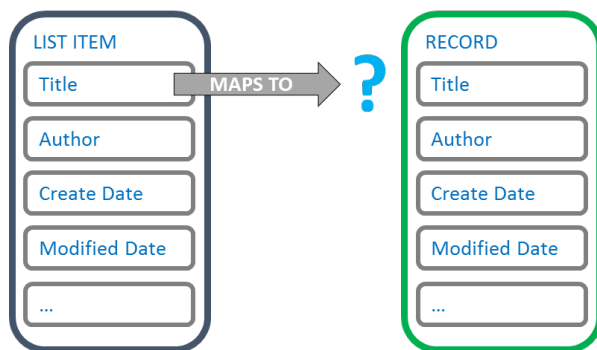 LIST ITEM
Title
Author
Create Date
Modified Date
...
MAPS TO
?
RECORD
Title
Author
Create Date
Modified Date
...